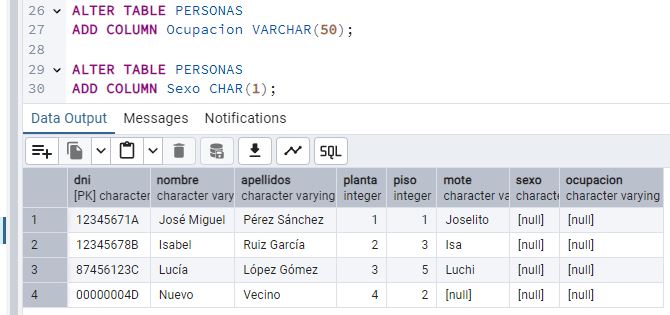 26 ALTER TABLE PERSONAS
27 ADD COLUMN Ocupacion VARCHAR(50);
28
29 ALTER TABLE PERSONAS
30 ADD COLUMN Sexo CHAR(1);
Data Output Messages Notifications
SQL
dni nombre apellidos planta piso mote sexo ocupacion
[PK] character character vary character varying integer integer character va charact character varying
1 12345671A José Miguel Pérez Sánchez 1 1 Joselito [null] [null]
2 12345678B Isabel Ruiz García 2 3 Isa [null] [null]
3 87456123C Lucía López Gómez 3 5 Luchi [null] [null]
4 00000004D Nuevo Vecino 4 2 [null] [null] [null]